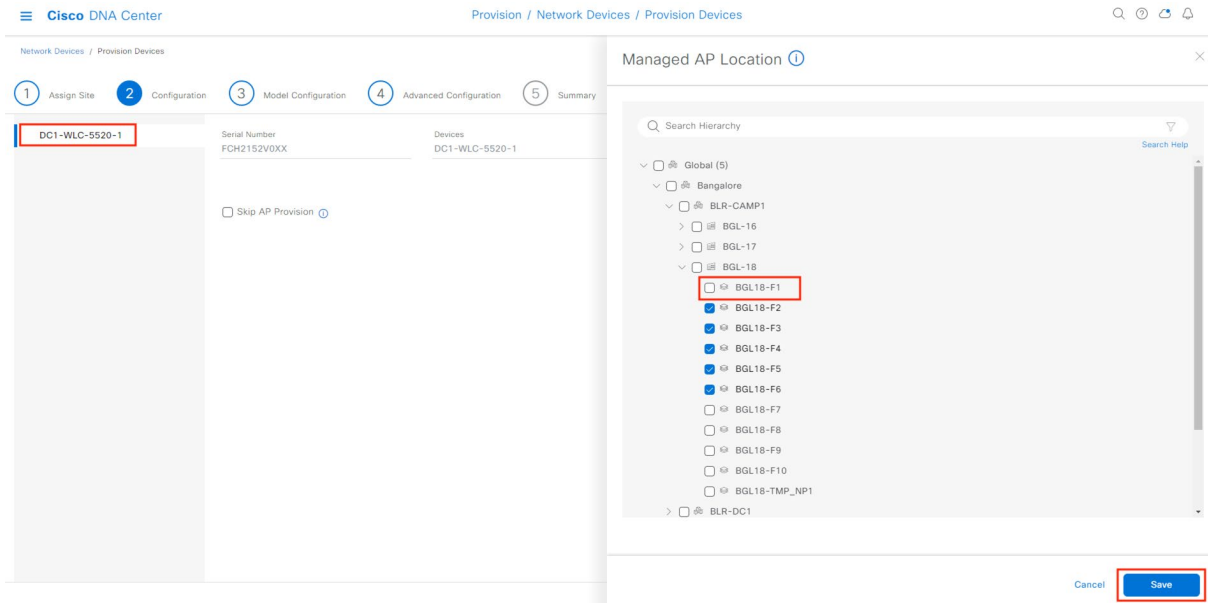 Cisco DNA Center
Provision / Network Devices / Provision Devices
Network Devices / Provision Devices
1 Assign Site 2 Configuration 3 Model Configuration 4 Advanced Configuration 5 Summary
DC1-WLC-5520-1
Serial Number
FCH2152V0XX
Devices
DC1-WLC-5520-1
Skip AP Provision
Managed AP Location
Search Hierarchy
Search Help
Global (5)
Bangalore
BLR-CAMP1
BGL-16
BGL-17
BGL-18
BGL18-F1
BGL18-F2
BGL18-F3
BGL18-F4
BGL18-F5
BGL18-F6
BGL18-F7
BGL18-F8
BGL18-F9
BGL18-F10
BGL18-TMP_NP1
BLR-DC1
Cancel Save